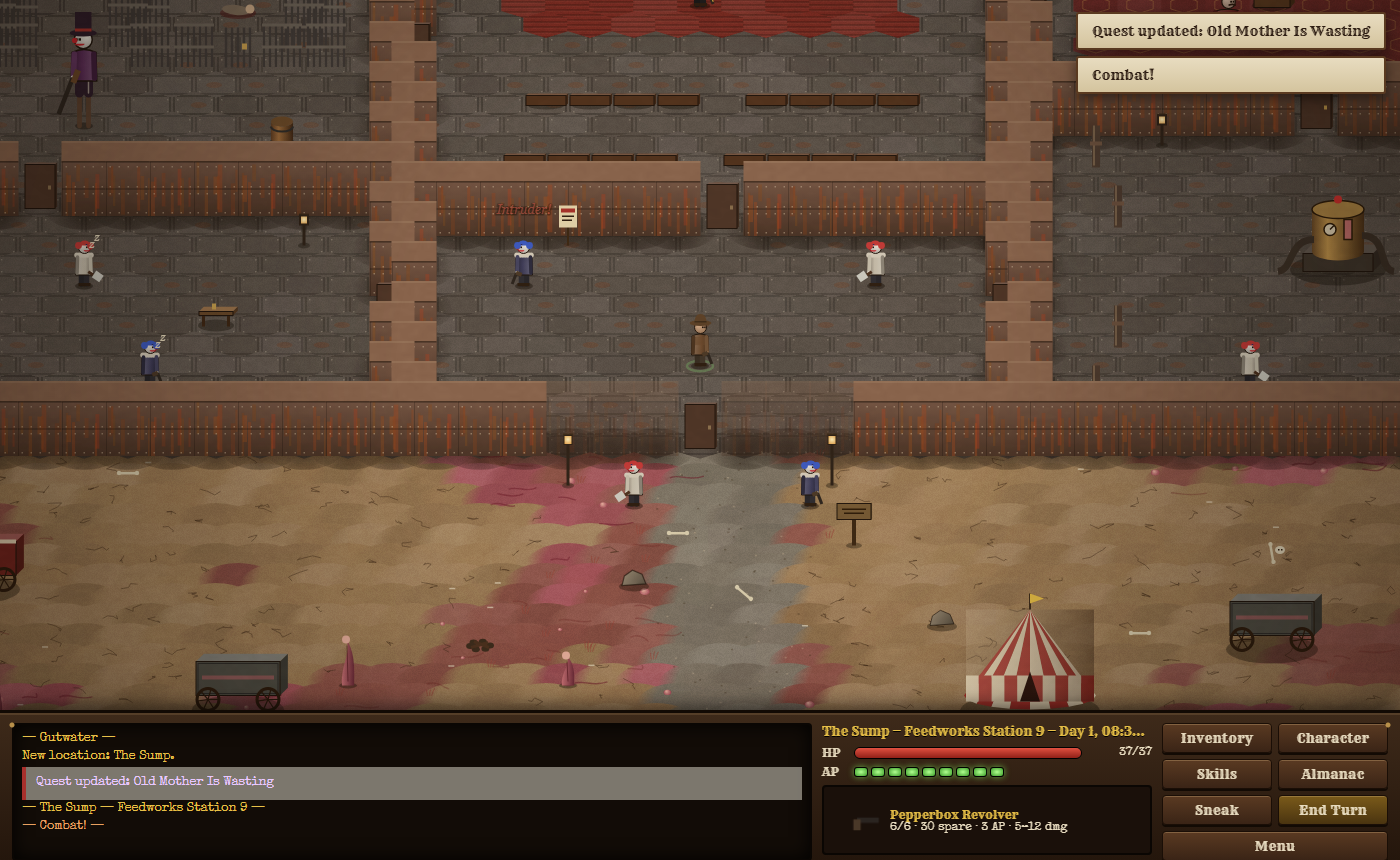 Quest updated: Old Mother Is Wasting
Combat!
Intruder!
z
z
z
z
— Gutwater —
New location: The Sump.
Quest updated: Old Mother Is Wasting
— The Sump — Feedworks Station 9 —
— Combat! —
The Sump — Feedworks Station 9 — Day 1, 08:3...
HP
37/37
AP
Pepperbox Revolver
6/6 · 30 spare · 3 AP · 5–12 dmg
Inventory
Character
Skills
Almanac
Sneak
End Turn
Menu